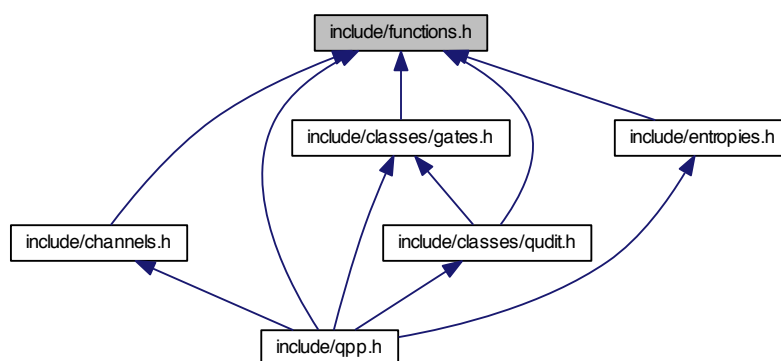 include/functions.h
include/classes/gates.h
include/entropies.h
include/channels.h
include/classes/qudit.h
include/qpp.h